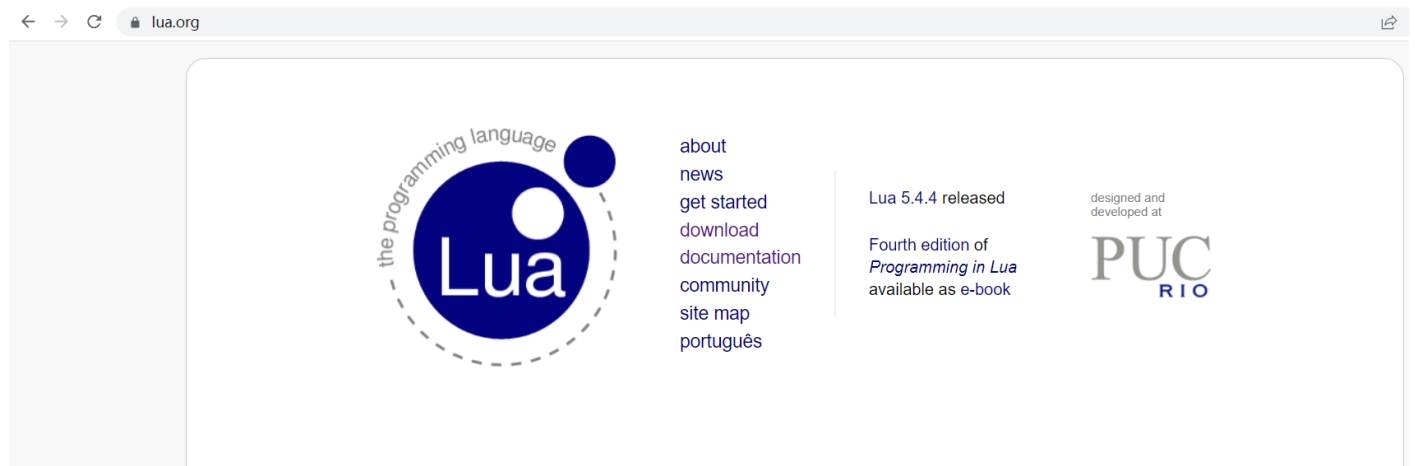 lua.org
the programming language
Lua
about
news
get started
download
documentation
community
site map
português
Lua 5.4.4 released
Fourth edition of
Programming in Lua
available as e-book
designed and
developed at
PUC
RIO